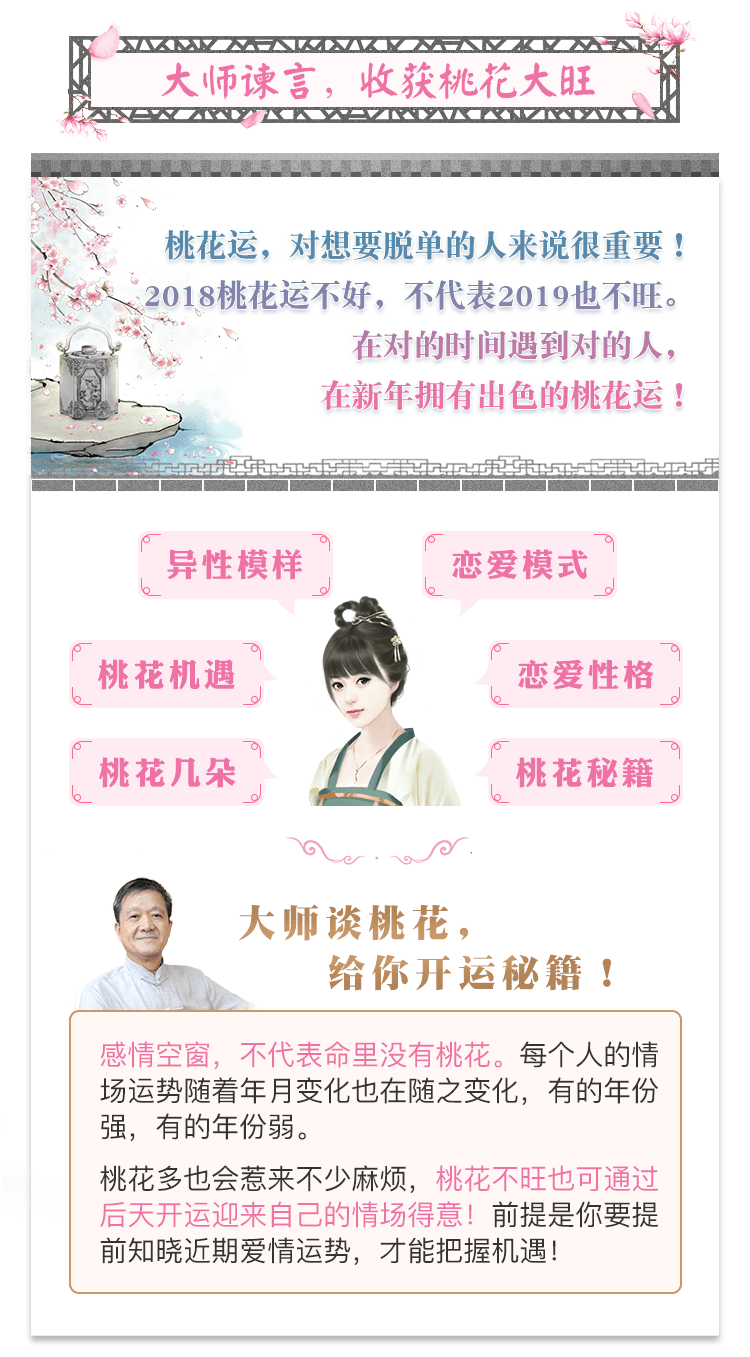 大师谏言，收获桃花大旺
桃花运，对想要脱单的人来说很重要！
2018桃花运不好，不代表2019也不旺。
在对的时间遇到对的人，
在新年拥有出色的桃花运！
异性模样
恋爱模式
桃花机遇
恋爱性格
桃花几朵
桃花秘籍
大师谈桃花，
给你开运秘籍！
感情空窗，不代表命里没有桃花。每个人的情
场运势随着年月变化也在随之变化，有的年份
强，有的年份弱。
桃花多也会惹来不少麻烦，桃花不旺也可通过
后天开运迎来自己的情场得意！前提是你要提
前知晓近期爱情运势，才能把握机遇！